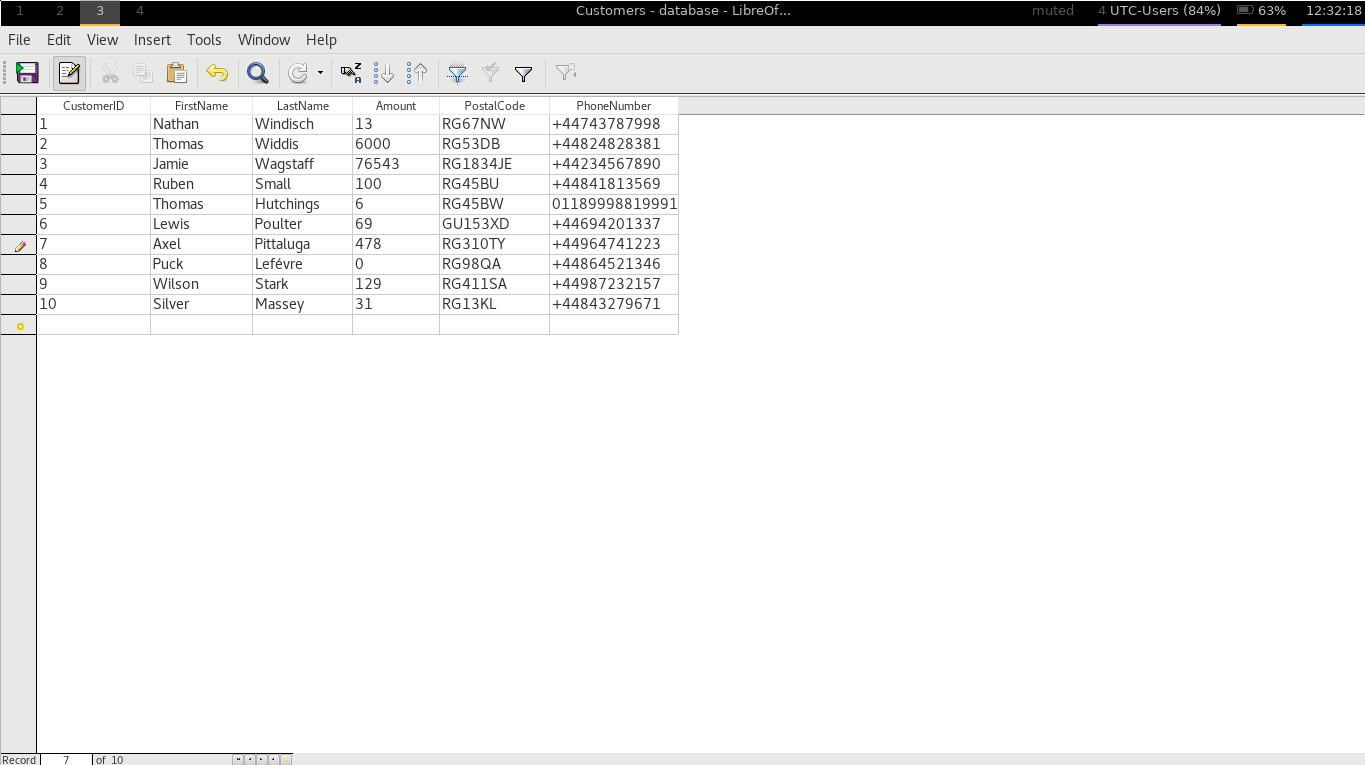 1 2 3 4 Customers - database - LibreOf... muted 4 UTC-Users (84%) 63% 12:32:18
File Edit View Insert Tools Window Help
CustomerID FirstName LastName Amount PostalCode PhoneNumber
1 Nathan Windisch 13 RG67NW +44743787998
2 Thomas Widdis 6000 RG53DB +44824828381
3 Jamie Wagstaff 76543 RG1834JE +44234567890
4 Ruben Small 100 RG45BU +44841813569
5 Thomas Hutchings 6 RG45BW 01189998819991
6 Lewis Poulter 69 GU153XD +44694201337
7 Axel Pittaluga 478 RG310TY +44964741223
8 Puck Lefévre 0 RG98QA +44864521346
9 Wilson Stark 129 RG411SA +44987232157
10 Silver Massey 31 RG13KL +44843279671
Record 7 of 10